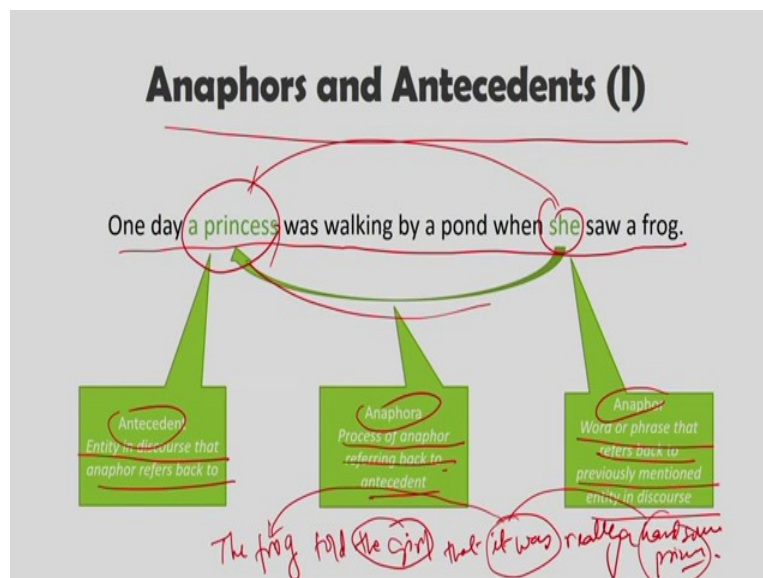 Anaphors and Antecedents (I)
One day a princess was walking by a pond when she saw a frog.
Antecedent
Entity in discourse that
anaphor refers back to
Anaphora
Process of anaphor
referring back to
antecedent
Anaphor
Word or phrase that
refers back to
previously mentioned
entity in discourse
The frog told the girl that it was really a handsome
prince.